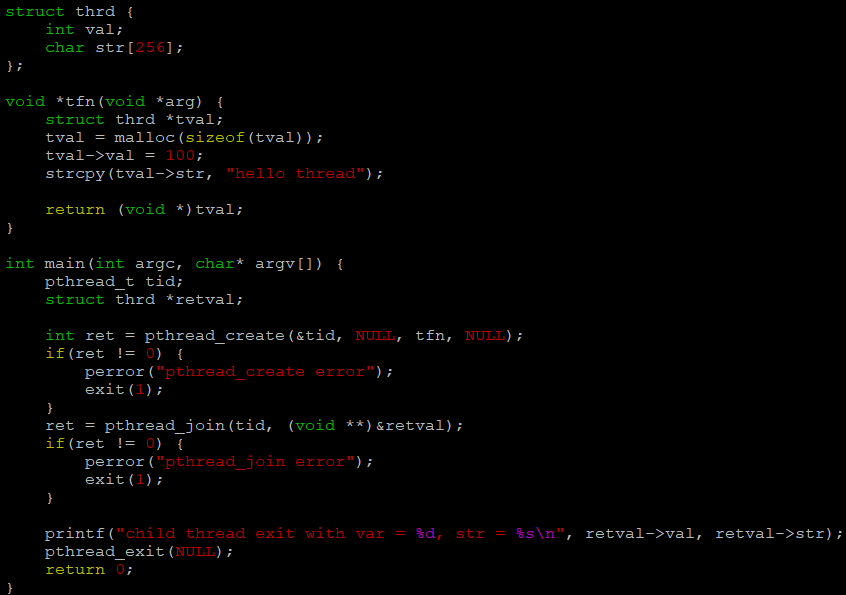 struct thrd {
    int val;
    char str[256];
};

void *tfn(void *arg) {
    struct thrd *tval;
    tval = malloc(sizeof(tval));
    tval->val = 100;
    strcpy(tval->str, "hello thread");

    return (void *)tval;
}

int main(int argc, char* argv[]) {
    pthread_t tid;
    struct thrd *retval;

    int ret = pthread_create(&tid, NULL, tfn, NULL);
    if(ret != 0) {
        perror("pthread_create error");
        exit(1);
    }
    ret = pthread_join(tid, (void **)&retval);
    if(ret != 0) {
        perror("pthread_join error");
        exit(1);
    }

    printf("child thread exit with var = %d, str = %s\n", retval->val, retval->str);
    pthread_exit(NULL);
    return 0;
}